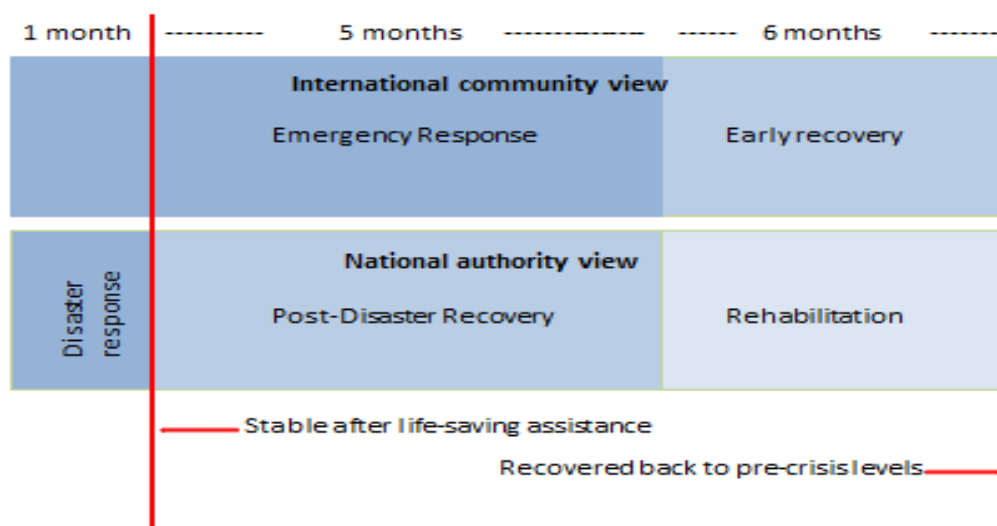 1 month ---------- 5 months -------------- ------ 6 months -------
International community view
Emergency Response Early recovery
National authority view
Disaster
response
Post-Disaster Recovery Rehabilitation
Stable after life-saving assistance
Recovered back to pre-crisis levels